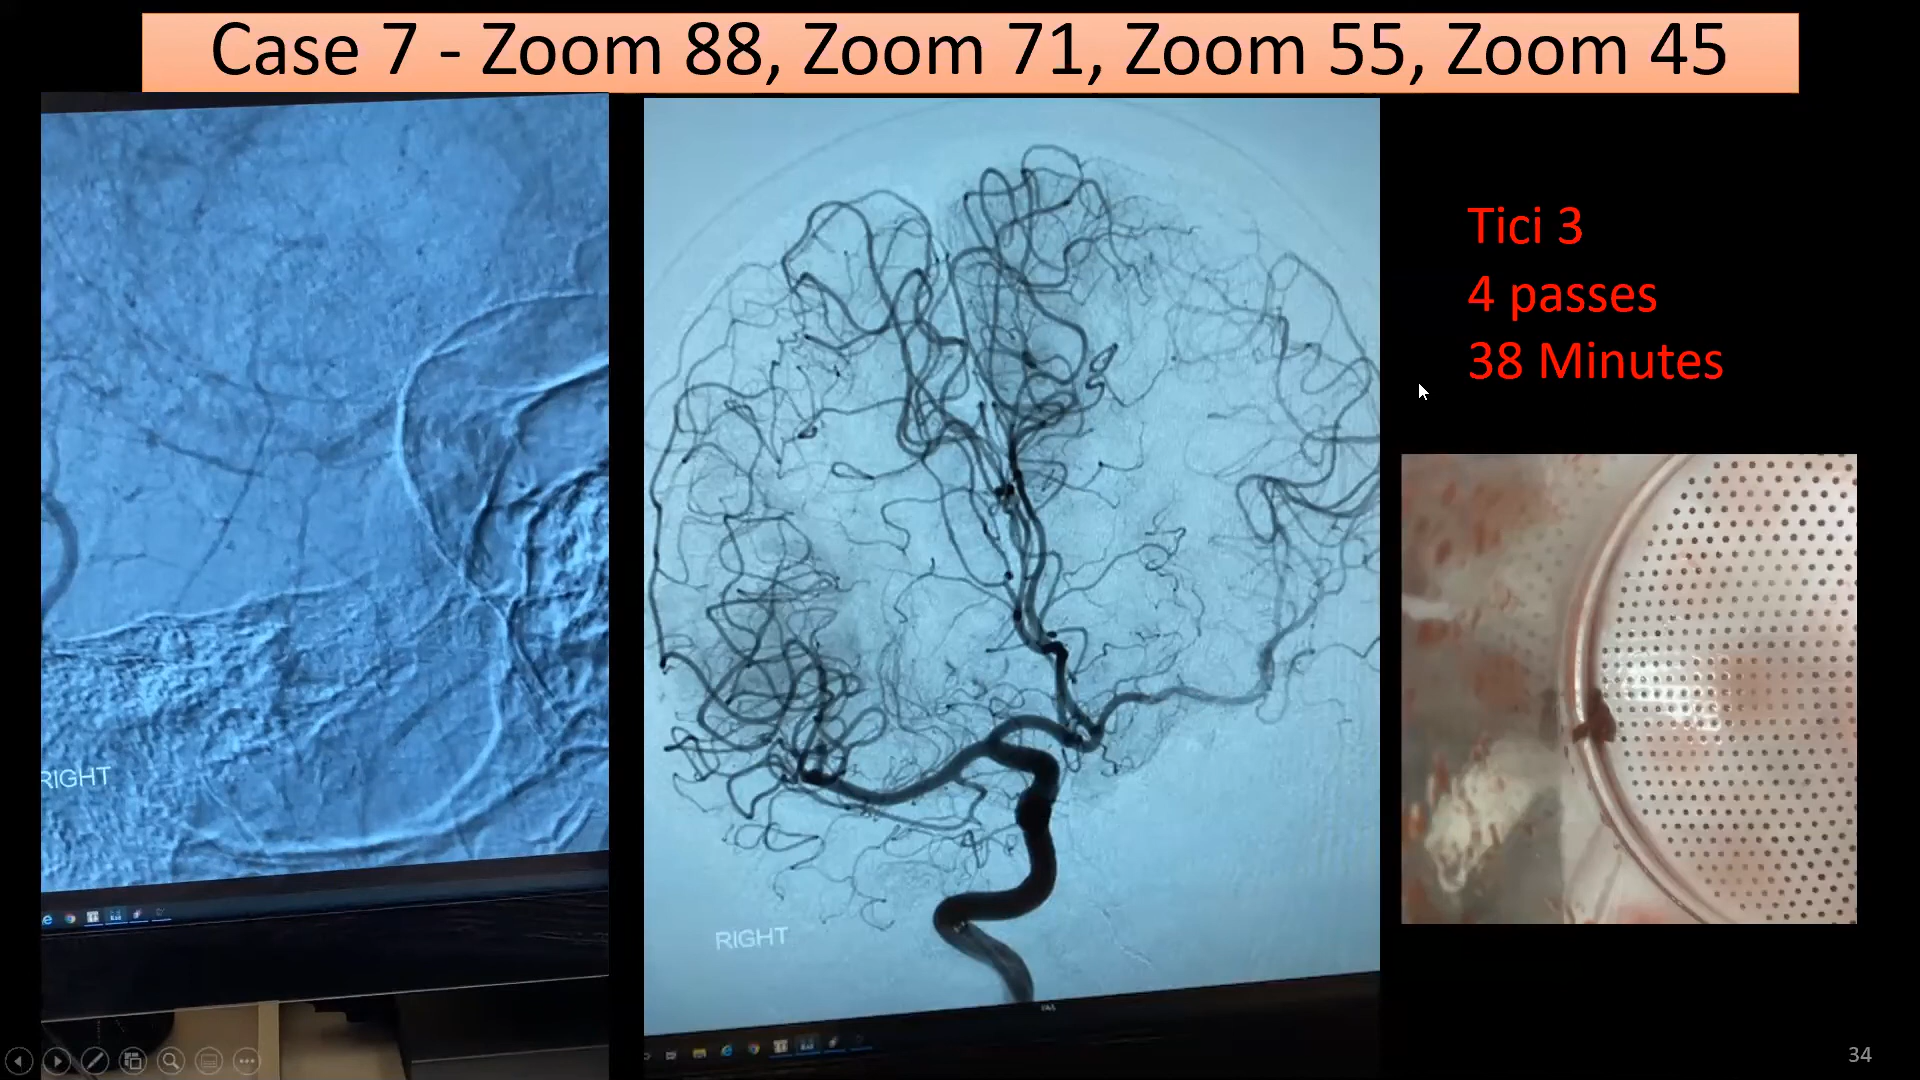 Case 7 - Zoom 88, Zoom 71, Zoom 55, Zoom 45
Tici 3
4 passes
38 Minutes
RIGHT
RIGHT
34